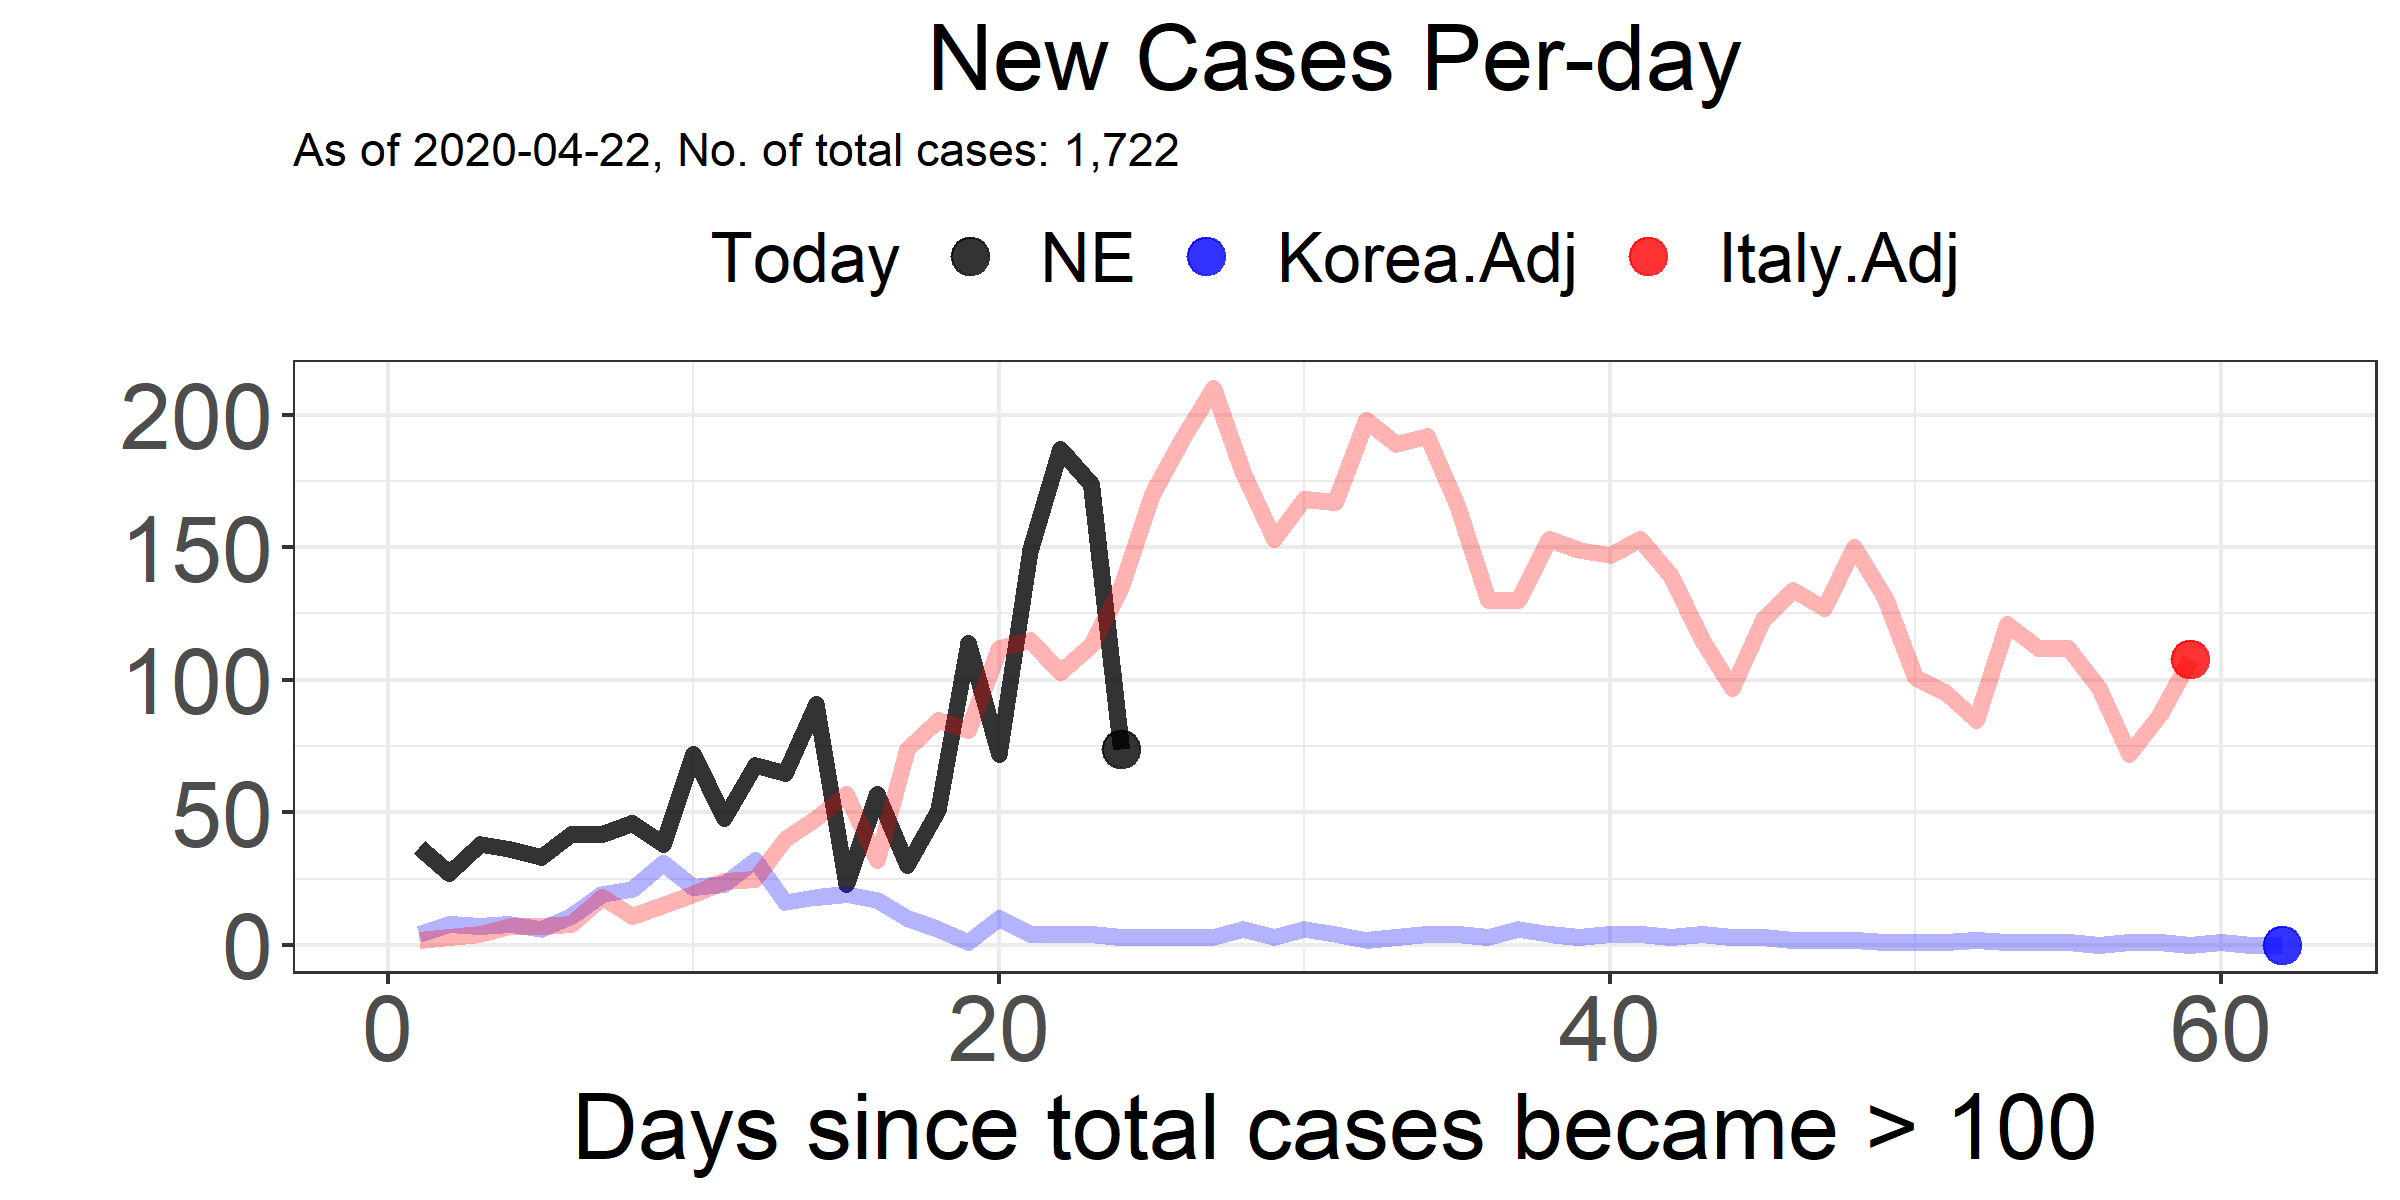 New Cases Per-day
As of 2020-04-22, No. of total cases: 1,722
Today NE Korea.Adj Italy.Adj
200
150
100
50
0
0 20 40 60
Days since total cases became > 100